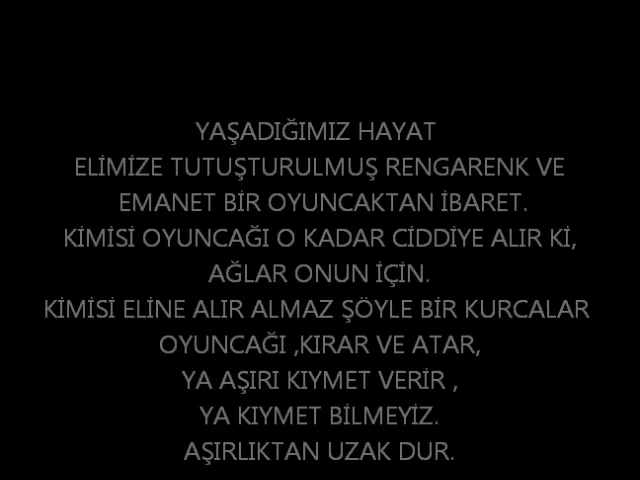 YAŞADIĞIMIZ HAYAT
ELİMİZE TUTUŞTURULMUŞ RENGARENK VE
EMANET BİR OYUNCAKTAN İBARET.
KİMİSİ OYUNCAĞI O KADAR CİDDİYE ALIR Kİ,
AĞLAR ONUN İÇİN.
KİMİSİ ELİNE ALIR ALMAZ ŞÖYLE BİR KURCALAR
OYUNCAĞI ,KIRAR VE ATAR,
YA AŞIRI KIYMET VERİR ,
YA KIYMET BİLMEYİZ.
AŞIRLIKTAN UZAK DUR.